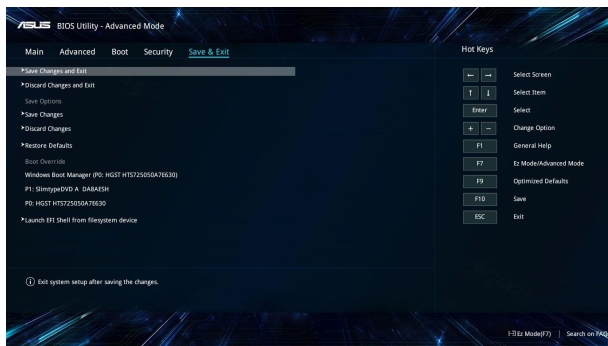 ASUS BIOS Utility - Advanced Mode
Main Advanced Boot Security Save & Exit
Hot Keys
Save Changes and Exit
Discard Changes and Exit
Save Options
Save Changes
Discard Changes
Restore Defaults
Boot Override
Windows Boot Manager (P0: HGST HTS725050A7E630)
P1: SlimtypeDVD A DA8AESH
P0: HGST HTS725050A7E630
Launch EFI Shell from filesystem device
← → Select Screen
↑ ↓ Select Item
Enter Select
+ − Change Option
F1 General Help
F7 Ez Mode/Advanced Mode
F9 Optimized Defaults
F10 Save
ESC Exit
Exit system setup after saving the changes.
Ez Mode(F7) | Search on FAQ